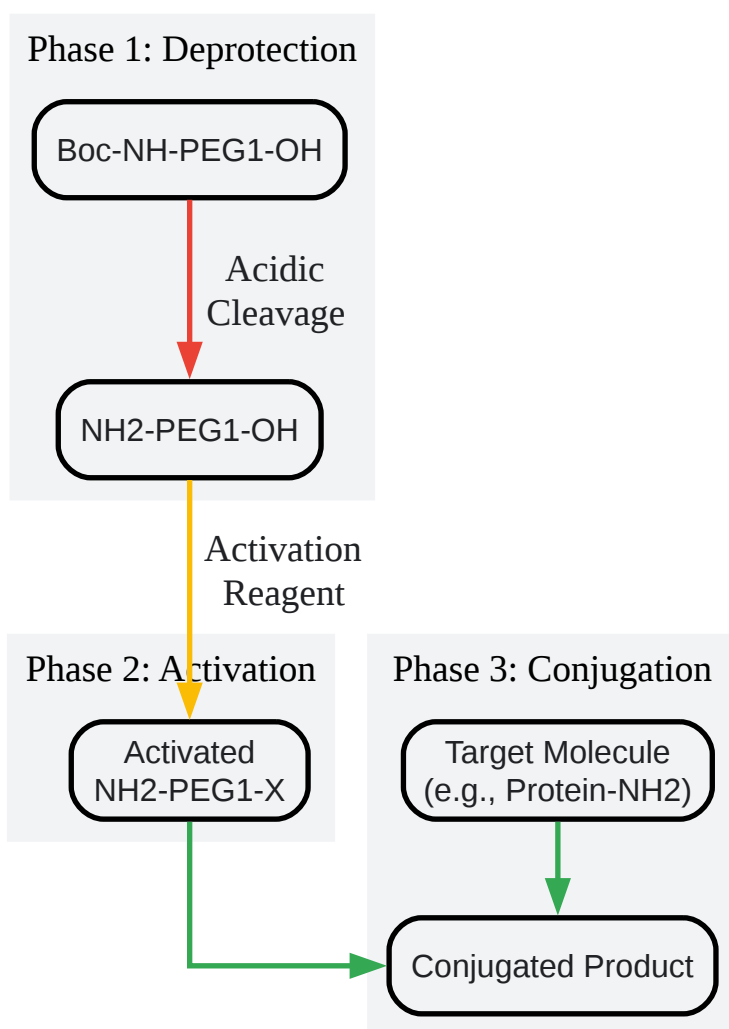 Phase 1: Deprotection
Boc-NH-PEG1-OH
Acidic
Cleavage
NH2-PEG1-OH
Activation
Reagent
Phase 2: Activation
Activated
NH2-PEG1-X
Phase 3: Conjugation
Target Molecule
(e.g., Protein-NH2)
Conjugated Product